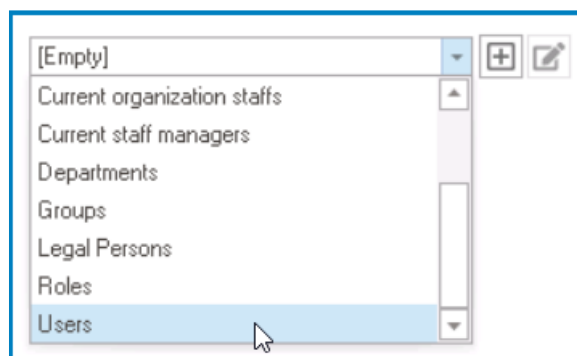 [Empty]
Current organization staffs
Current staff managers
Departments
Groups
Legal Persons
Roles
Users